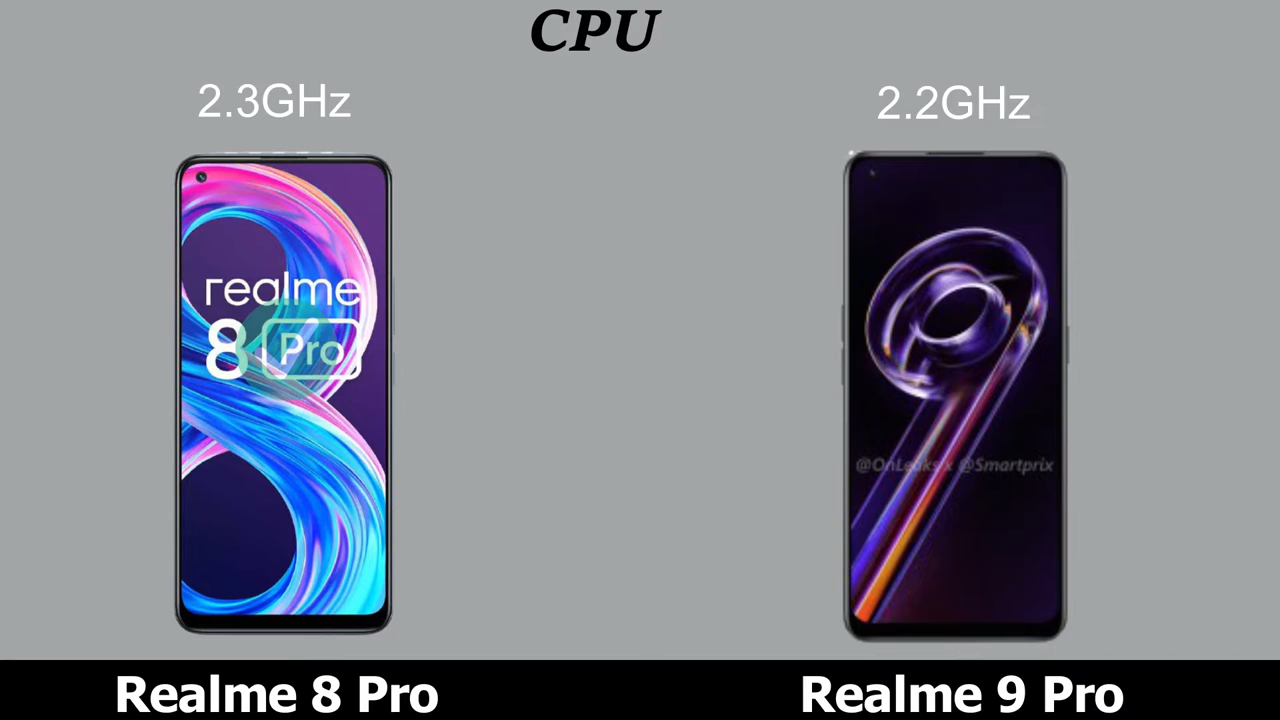 CPU
2.3GHz
2.2GHz
realme
8 Pro
@OnLeaks x @Smartprix
Realme 8 Pro
Realme 9 Pro